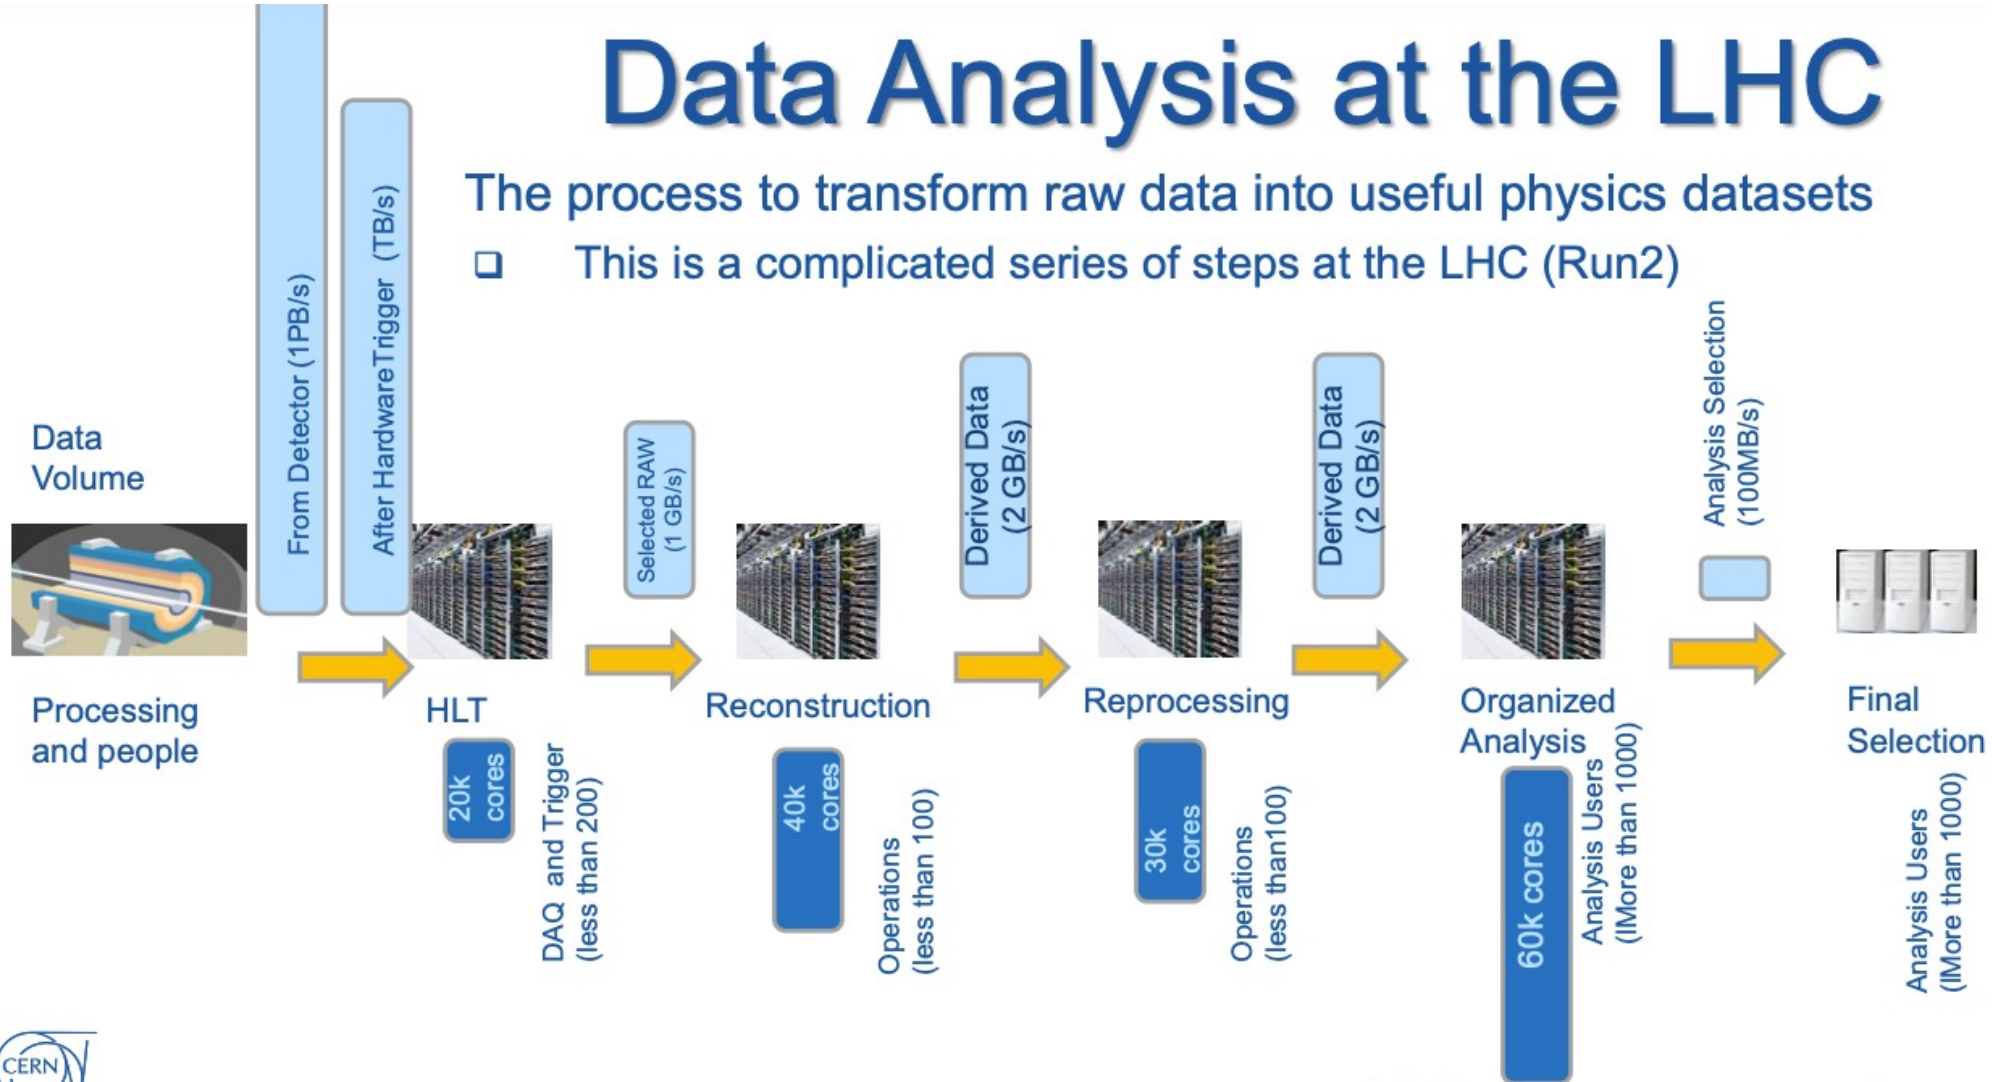 Data Analysis at the LHC
The process to transform raw data into useful physics datasets
❑ This is a complicated series of steps at the LHC (Run2)
Data
Volume
From Detector (1PB/s)
After Hardware Trigger (TB/s)
Selected RAW
(1 GB/s)
Derived Data
(2 GB/s)
Derived Data
(2 GB/s)
Analysis Selection
(100MB/s)
Processing
and people
HLT
Reconstruction
Reprocessing
Organized
Analysis
Final
Selection
20k
cores
DAQ and Trigger
(less than 200)
40k
cores
Operations
(less than 100)
30k
cores
Operations
(less than100)
60k cores
Analysis Users
(lMore than 1000)
Analysis Users
(lMore than 1000)
CERN